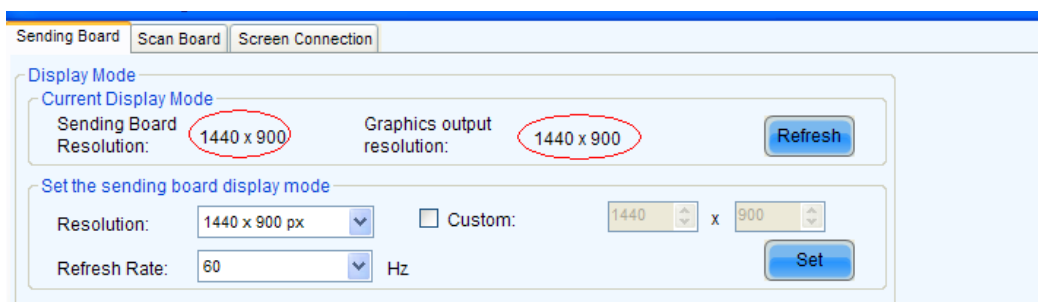 Sending Board Scan Board Screen Connection
Display Mode
Current Display Mode
Sending Board Resolution: 1440 x 900 Graphics output resolution: 1440 x 900 Refresh
Set the sending board display mode
Resolution: 1440 x 900 px Custom: 1440 x 900
Refresh Rate: 60 Hz Set